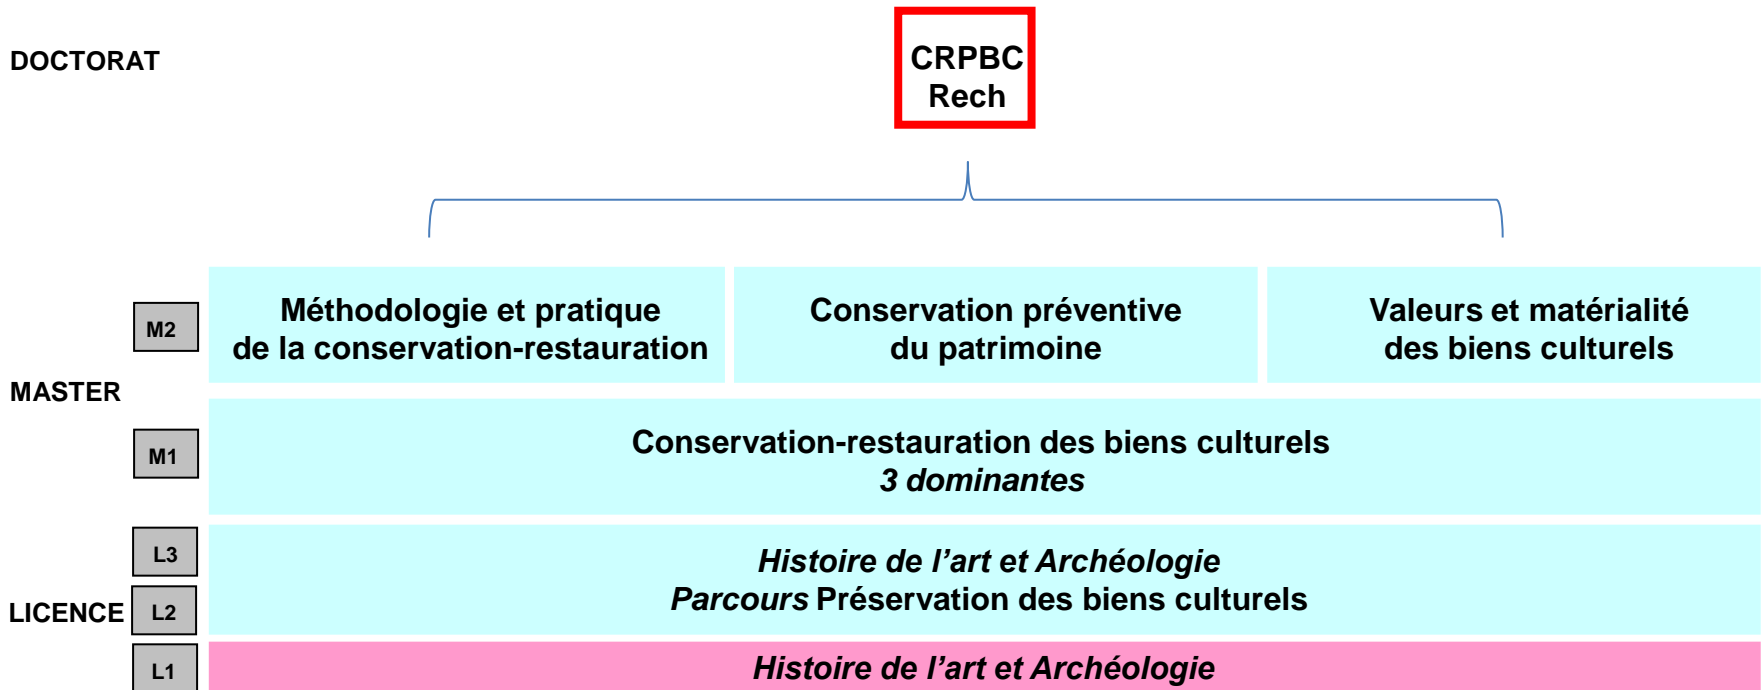 DOCTORAT
CRPBC
Rech
M2
Méthodologie et pratique
de la conservation-restauration
Conservation préventive
du patrimoine
Valeurs et matérialité
des biens culturels
MASTER
M1
Conservation-restauration des biens culturels
3 dominantes
L3
Histoire de l’art et Archéologie
Parcours Préservation des biens culturels
LICENCE
L2
L1
Histoire de l’art et Archéologie